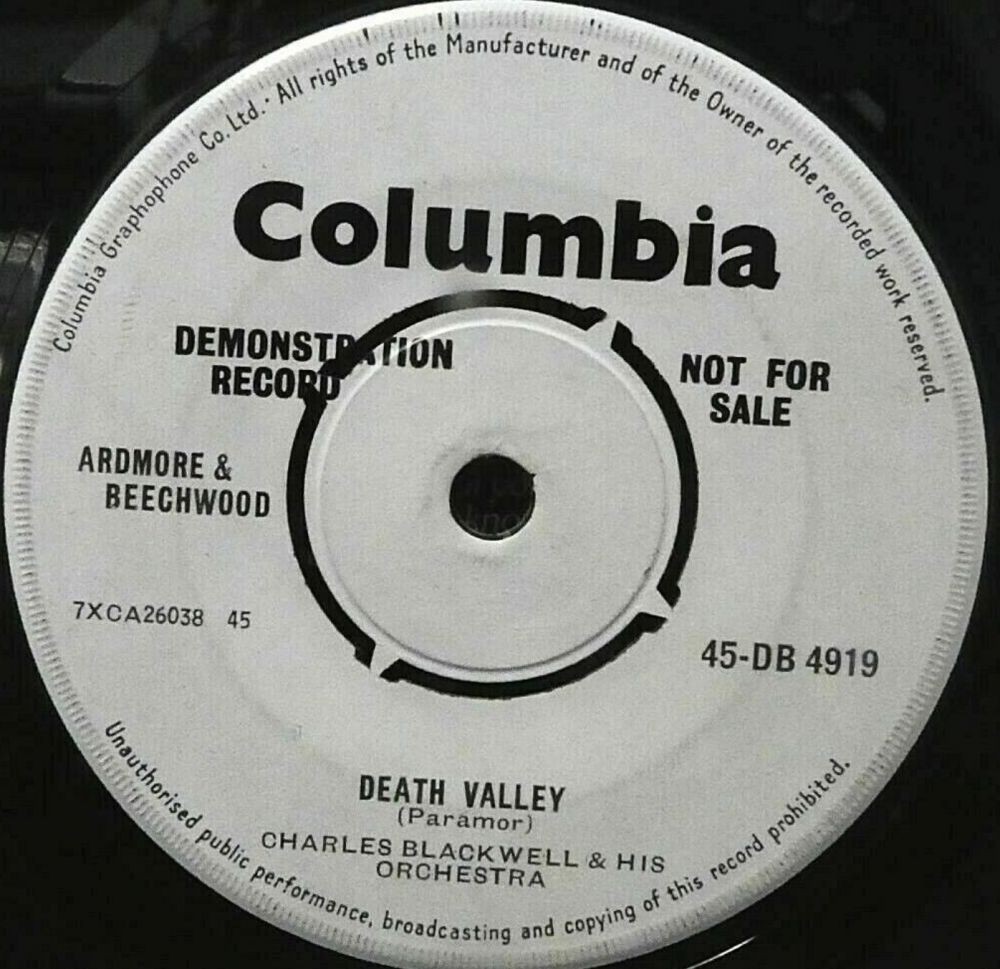 Columbia Graphophone Co. Ltd. · All rights of the Manufacturer and of the Owner of the recorded work reserved.
Columbia
DEMONSTRATION
RECORD
NOT FOR
SALE
ARDMORE &
BEECHWOOD
7XCA26038 45
45-DB 4919
DEATH VALLEY
(Paramor)
CHARLES BLACKWELL & HIS
ORCHESTRA
Unauthorised public performance, broadcasting and copying of this record prohibited.